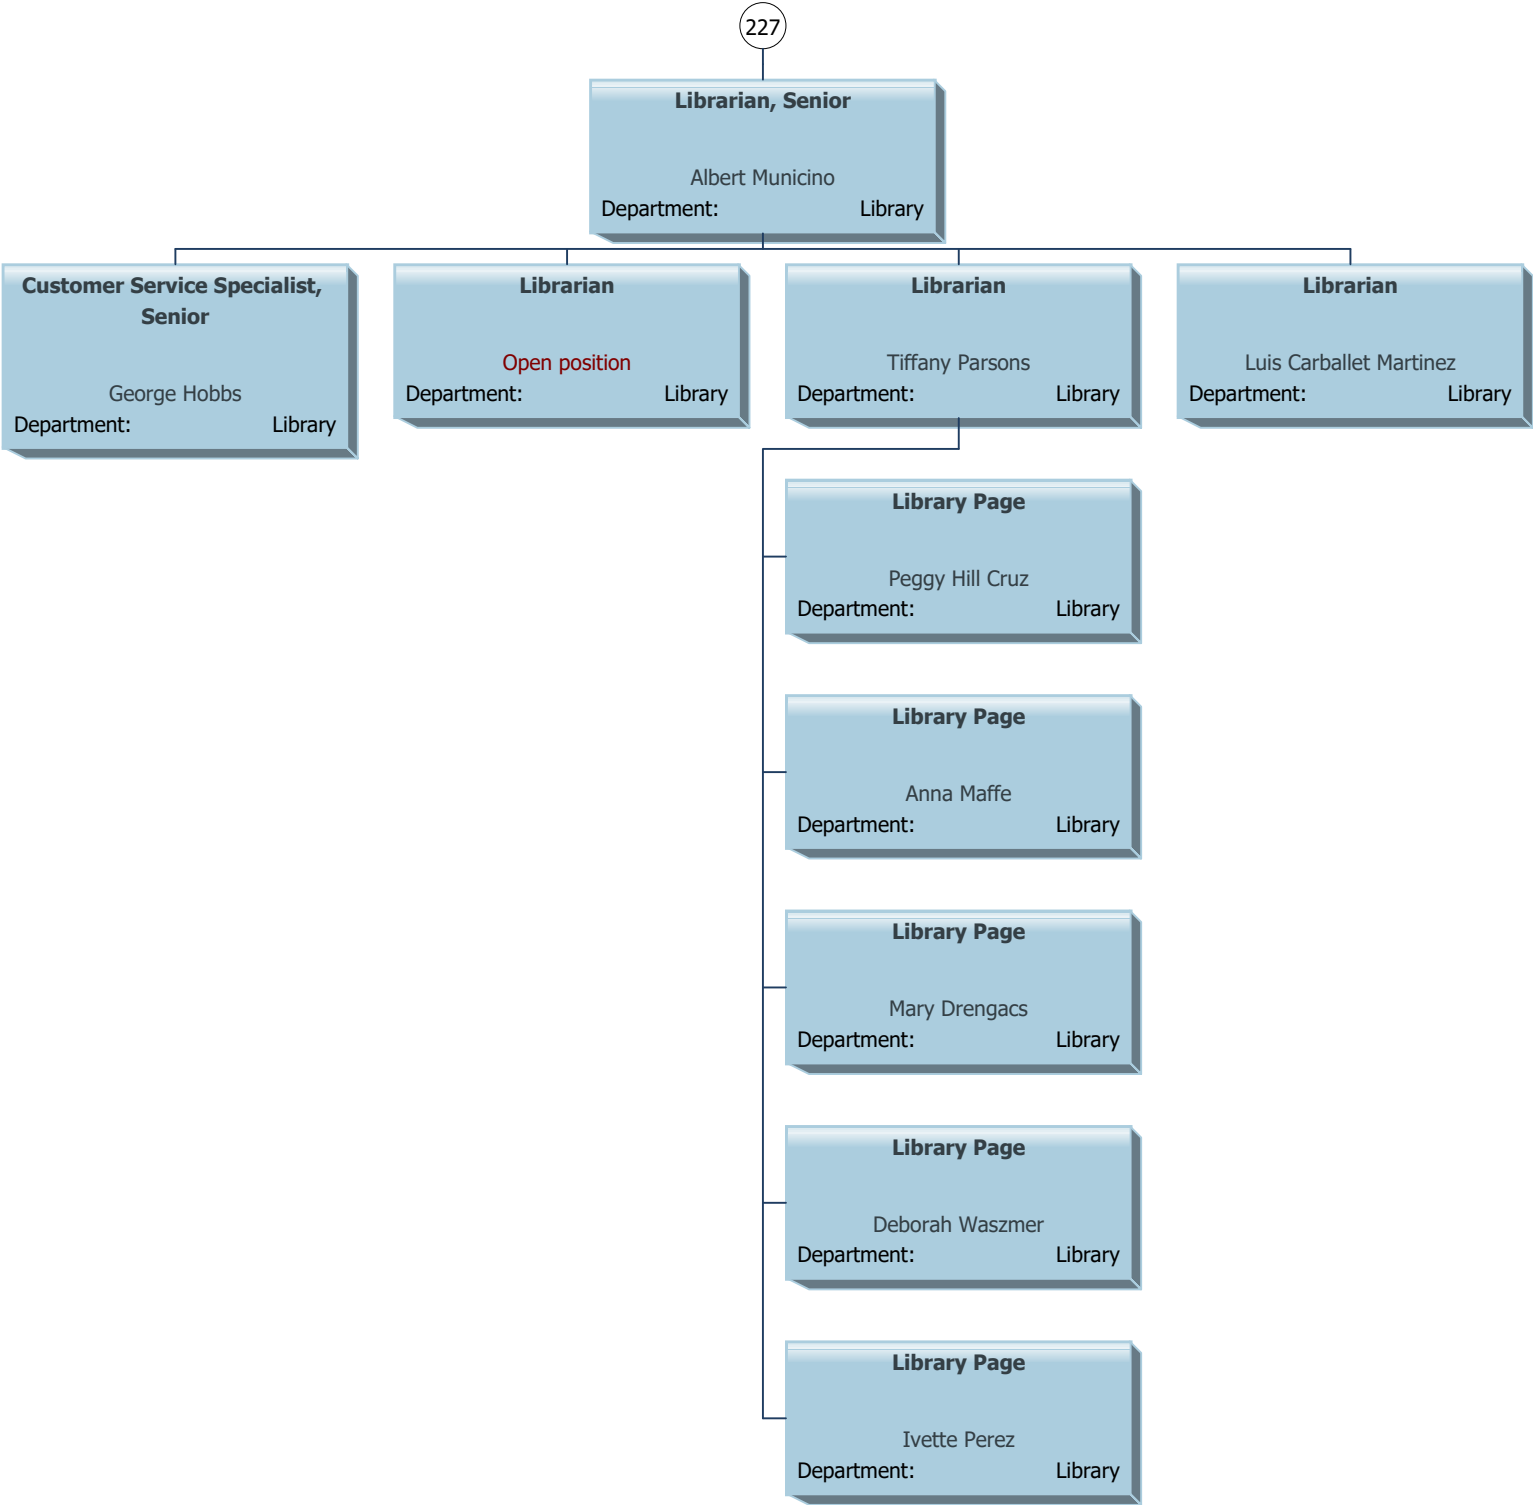 227
Librarian, Senior
Albert Municino
Department: Library
Customer Service Specialist,
Senior
George Hobbs
Department: Library
Librarian
Open position
Department: Library
Librarian
Tiffany Parsons
Department: Library
Librarian
Luis Carballet Martinez
Department: Library
Library Page
Peggy Hill Cruz
Department: Library
Library Page
Anna Maffe
Department: Library
Library Page
Mary Drengacs
Department: Library
Library Page
Deborah Waszmer
Department: Library
Library Page
Ivette Perez
Department: Library